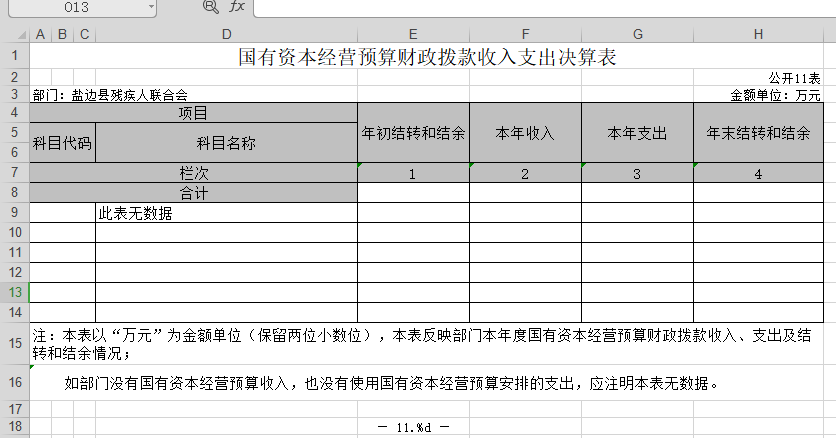 O13
fx
A B C D E F G H
1 国有资本经营预算财政拨款收入支出决算表
2 公开11表
3 部门：盐边县残疾人联合会 金额单位：万元
4 项目
5 科目代码 科目名称 年初结转和结余 本年收入 本年支出 年末结转和结余
6
7 栏次 1 2 3 4
8 合计
9 此表无数据
10
11
12
13
14
15 注：本表以“万元”为金额单位（保留两位小数位），本表反映部门本年度国有资本经营预算财政拨款收入、支出及结
转和结余情况；
16 如部门没有国有资本经营预算收入，也没有使用国有资本经营预算安排的支出，应注明本表无数据。
17
18 － 11.%d －